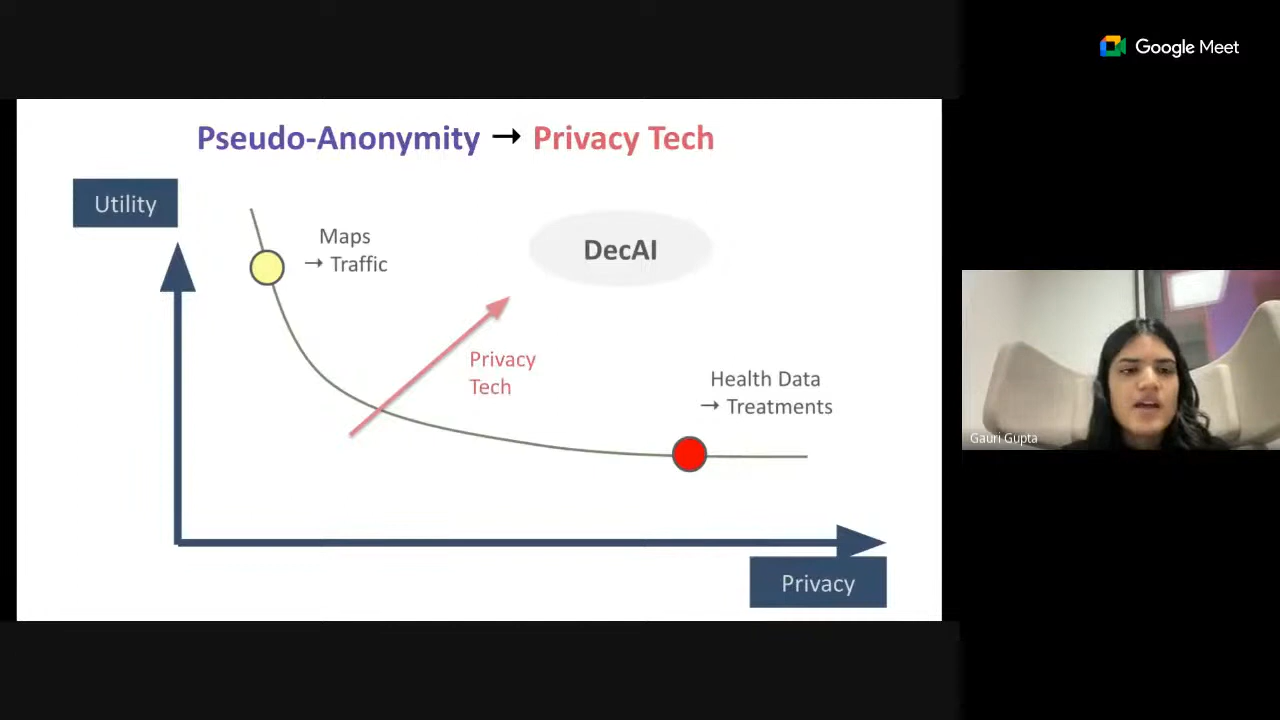 Google Meet
Pseudo-Anonymity → Privacy Tech
Utility
Maps
→ Traffic
DecAI
Privacy
Tech
Health Data
→ Treatments
Gauri Gupta
Privacy